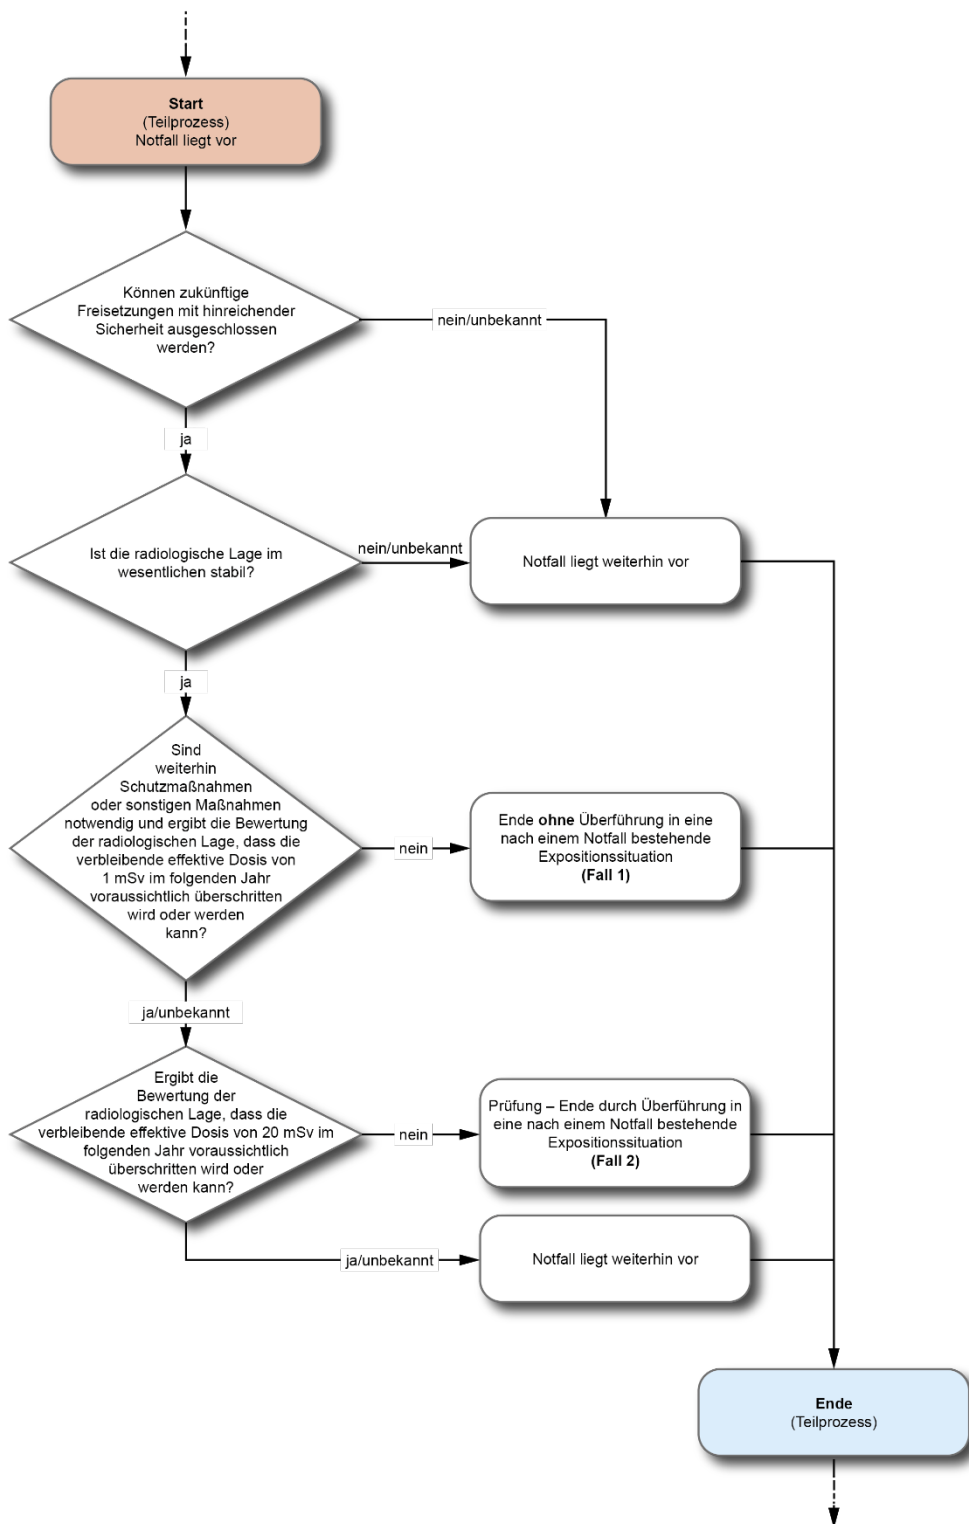 Start
(Teilprozess)
Notfall liegt vor
Können zukünftige
Freisetzungen mit hinreichender
Sicherheit ausgeschlossen
werden?
nein/unbekannt
ja
Ist die radiologische Lage im
wesentlichen stabil?
nein/unbekannt
Notfall liegt weiterhin vor
ja
Sind
weiterhin
Schutzmaßnahmen
oder sonstigen Maßnahmen
notwendig und ergibt die Bewertung
der radiologischen Lage, dass die
verbleibende effektive Dosis von
1 mSv im folgenden Jahr
voraussichtlich überschritten
wird oder werden
kann?
nein
Ende ohne Überführung in eine
nach einem Notfall bestehende
Expositionssituation
(Fall 1)
ja/unbekannt
Ergibt die
Bewertung der
radiologischen Lage, dass die
verbleibende effektive Dosis von 20 mSv im
folgenden Jahr voraussichtlich
überschritten wird oder
werden kann?
nein
Prüfung – Ende durch Überführung in
eine nach einem Notfall bestehende
Expositionssituation
(Fall 2)
ja/unbekannt
Notfall liegt weiterhin vor
Ende
(Teilprozess)